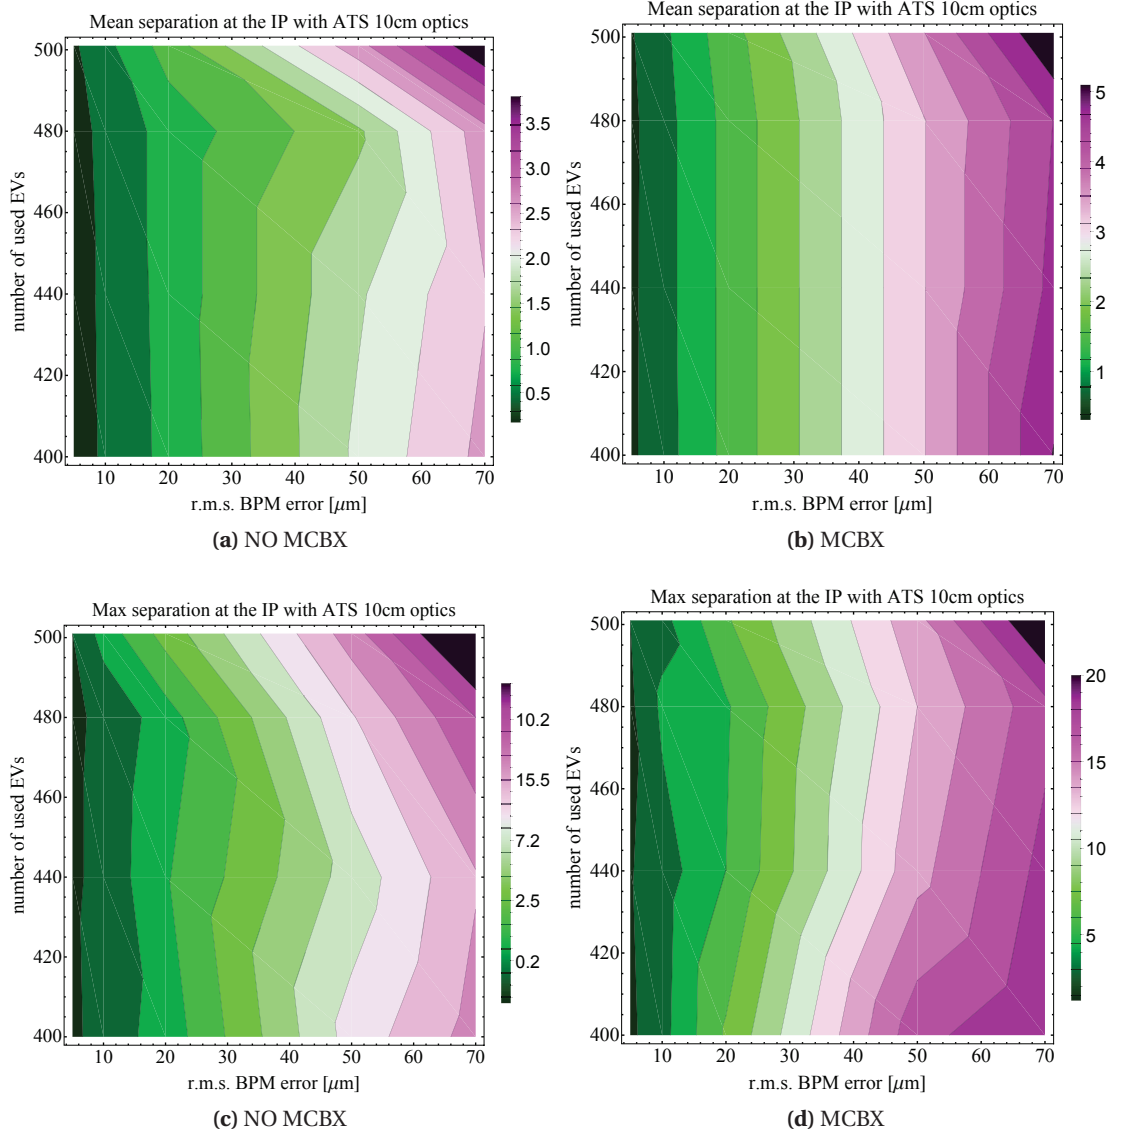 Mean separation at the IP with ATS 10cm optics
number of used EVs
500
480
460
440
420
400
10 20 30 40 50 60 70
r.m.s. BPM error [μm]
3.5
3.0
2.5
2.0
1.5
1.0
0.5
(a) NO MCBX
Mean separation at the IP with ATS 10cm optics
number of used EVs
500
480
460
440
420
400
10 20 30 40 50 60 70
r.m.s. BPM error [μm]
5
4
3
2
1
(b) MCBX
Max separation at the IP with ATS 10cm optics
number of used EVs
500
480
460
440
420
400
10 20 30 40 50 60 70
r.m.s. BPM error [μm]
10.2
15.5
7.2
2.5
0.2
(c) NO MCBX
Max separation at the IP with ATS 10cm optics
number of used EVs
500
480
460
440
420
400
10 20 30 40 50 60 70
r.m.s. BPM error [μm]
20
15
10
5
(d) MCBX